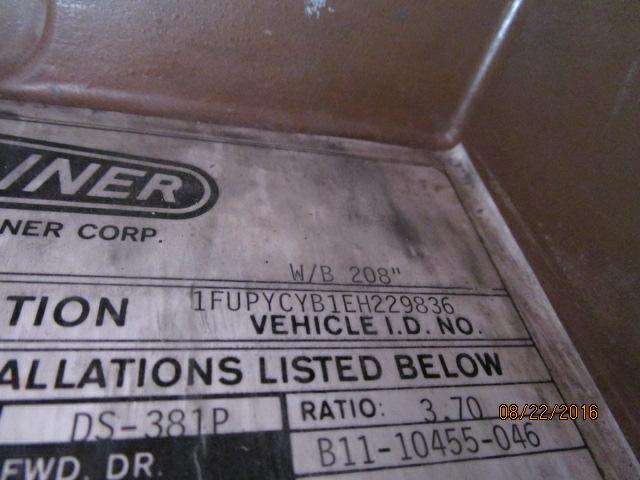 INER
NER CORP.
W/B 208"
TION 1FUPYCYB1EH229836
VEHICLE I.D. NO.
ALLATIONS LISTED BELOW
DS-381P RATIO: 3.70
FWD. DR. B11-10455-046
08/22/2016